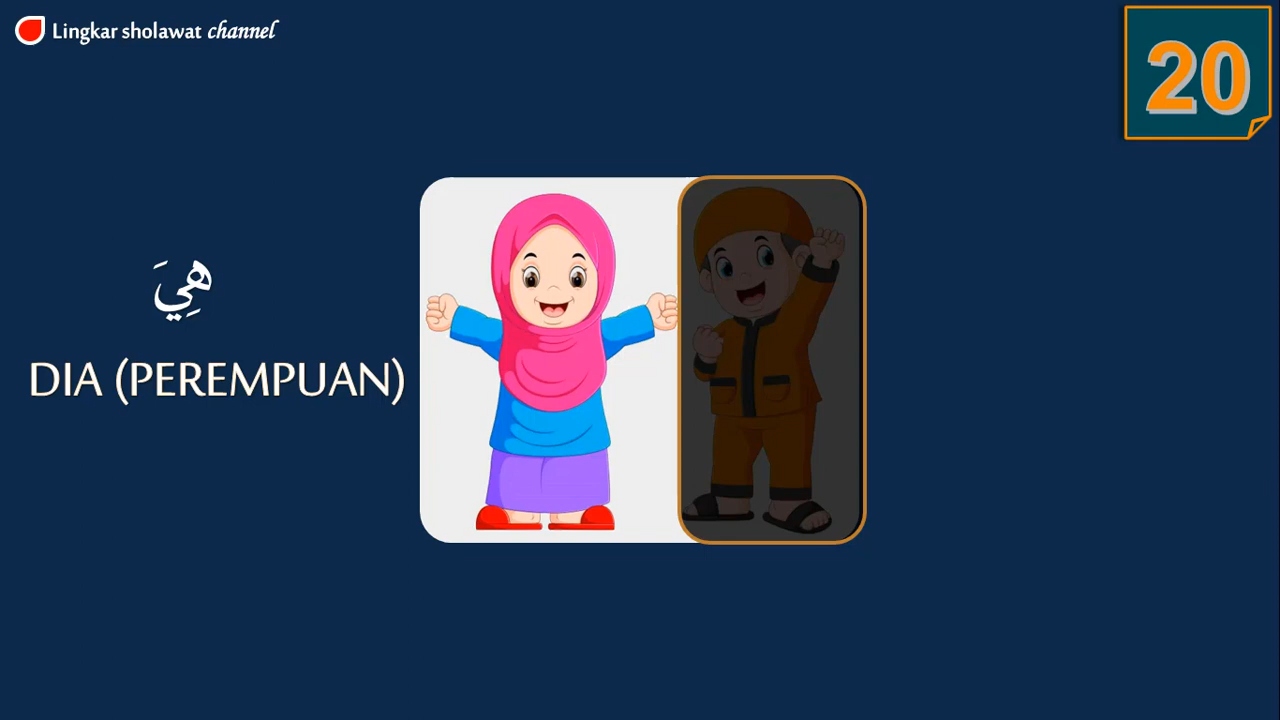 Lingkar sholawat channel
20
هِيَ
DIA (PEREMPUAN)